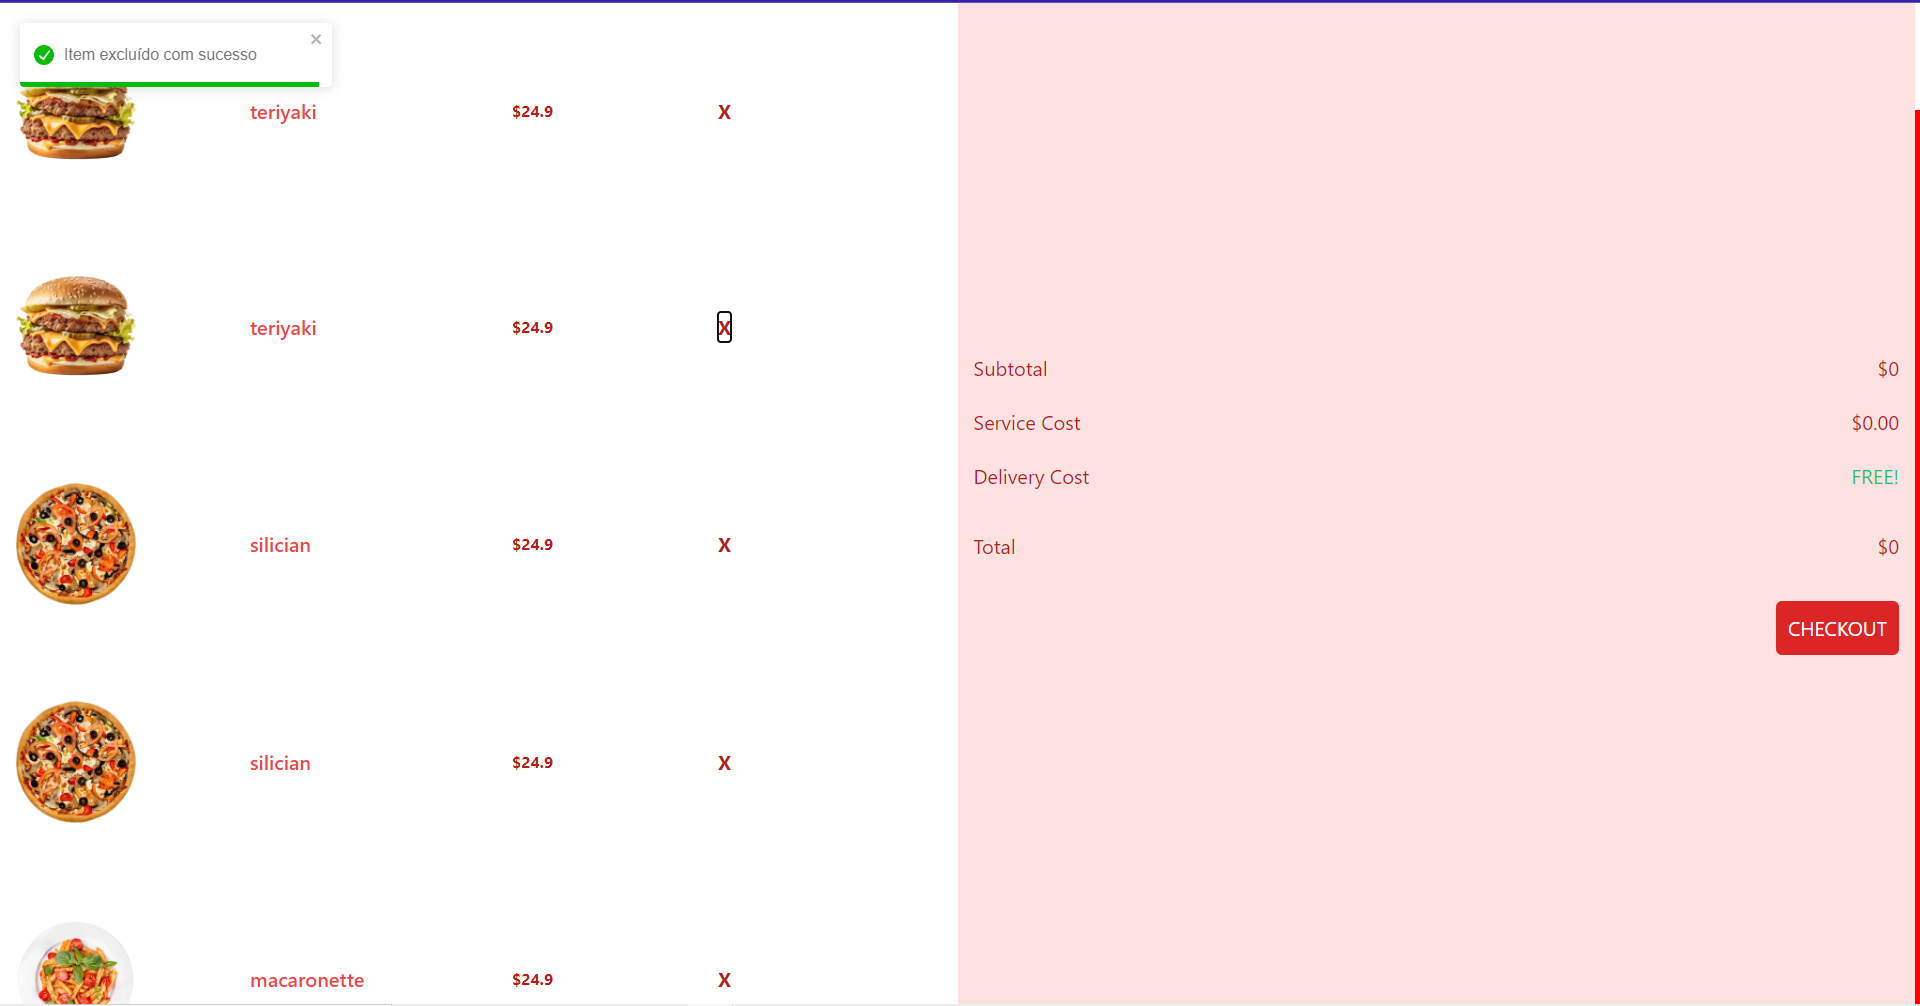 Item excluído com sucesso
teriyaki $24.9 X
teriyaki $24.9 X
silician $24.9 X
silician $24.9 X
macaronette $24.9 X
Subtotal $0
Service Cost $0.00
Delivery Cost FREE!
Total $0
CHECKOUT